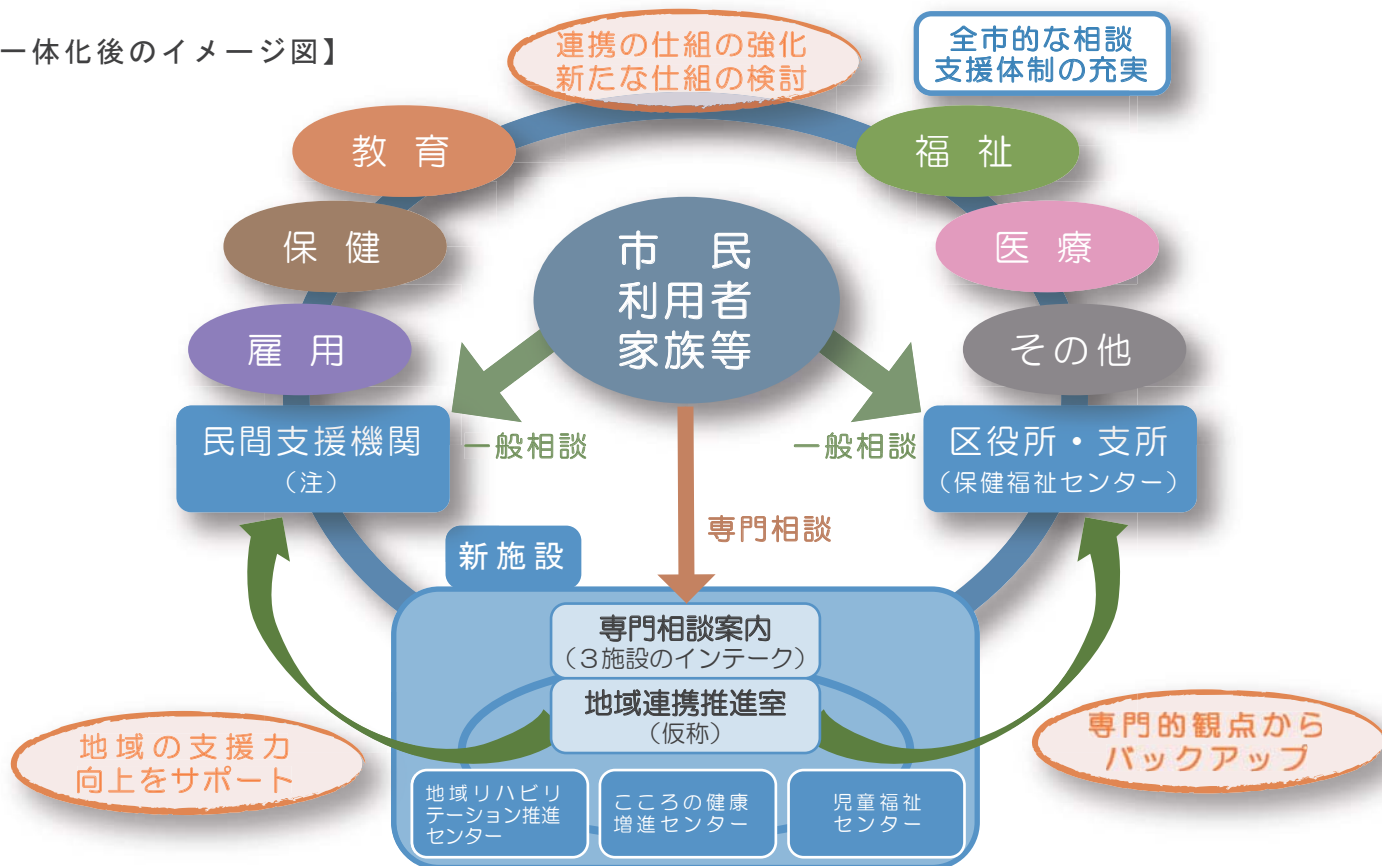 一体化後のイメージ図】
連携の仕組の強化
新たな仕組の検討
全市的な相談
支援体制の充実
教育
福祉
保健
医療
雇用
その他
市民
利用者
家族等
民間支援機関
（注）
一般相談
一般相談
区役所・支所
（保健福祉センター）
専門相談
新施設
専門相談案内
（３施設のインテーク）
地域連携推進室
（仮称）
地域の支援力
向上をサポート
専門的観点から
バックアップ
地域リハビリ
テーション推進
センター
こころの健康
増進センター
児童福祉
センター